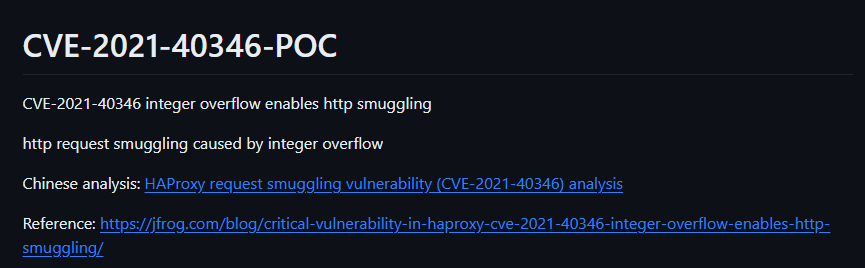 CVE-2021-40346-POC
CVE-2021-40346 integer overflow enables http smuggling
http request smuggling caused by integer overflow
Chinese analysis: HAProxy request smuggling vulnerability (CVE-2021-40346) analysis
Reference: https://jfrog.com/blog/critical-vulnerability-in-haproxy-cve-2021-40346-integer-overflow-enables-http-
smuggling/